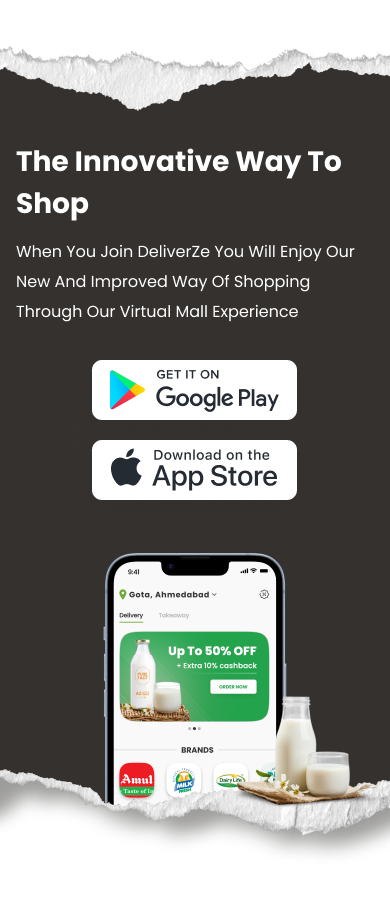 The Innovative Way To
Shop
When You Join DeliverZe You Will Enjoy Our
New And Improved Way Of Shopping
Through Our Virtual Mall Experience
GET IT ON
Google Play
Download on the
App Store
9:41
Gota, Ahmedabad
Delivery Takeaway
Up To 50% OFF
+ Extra 10% cashback
ORDER NOW
BRANDS
Amul
Taste of In
MILK
Dairy Life